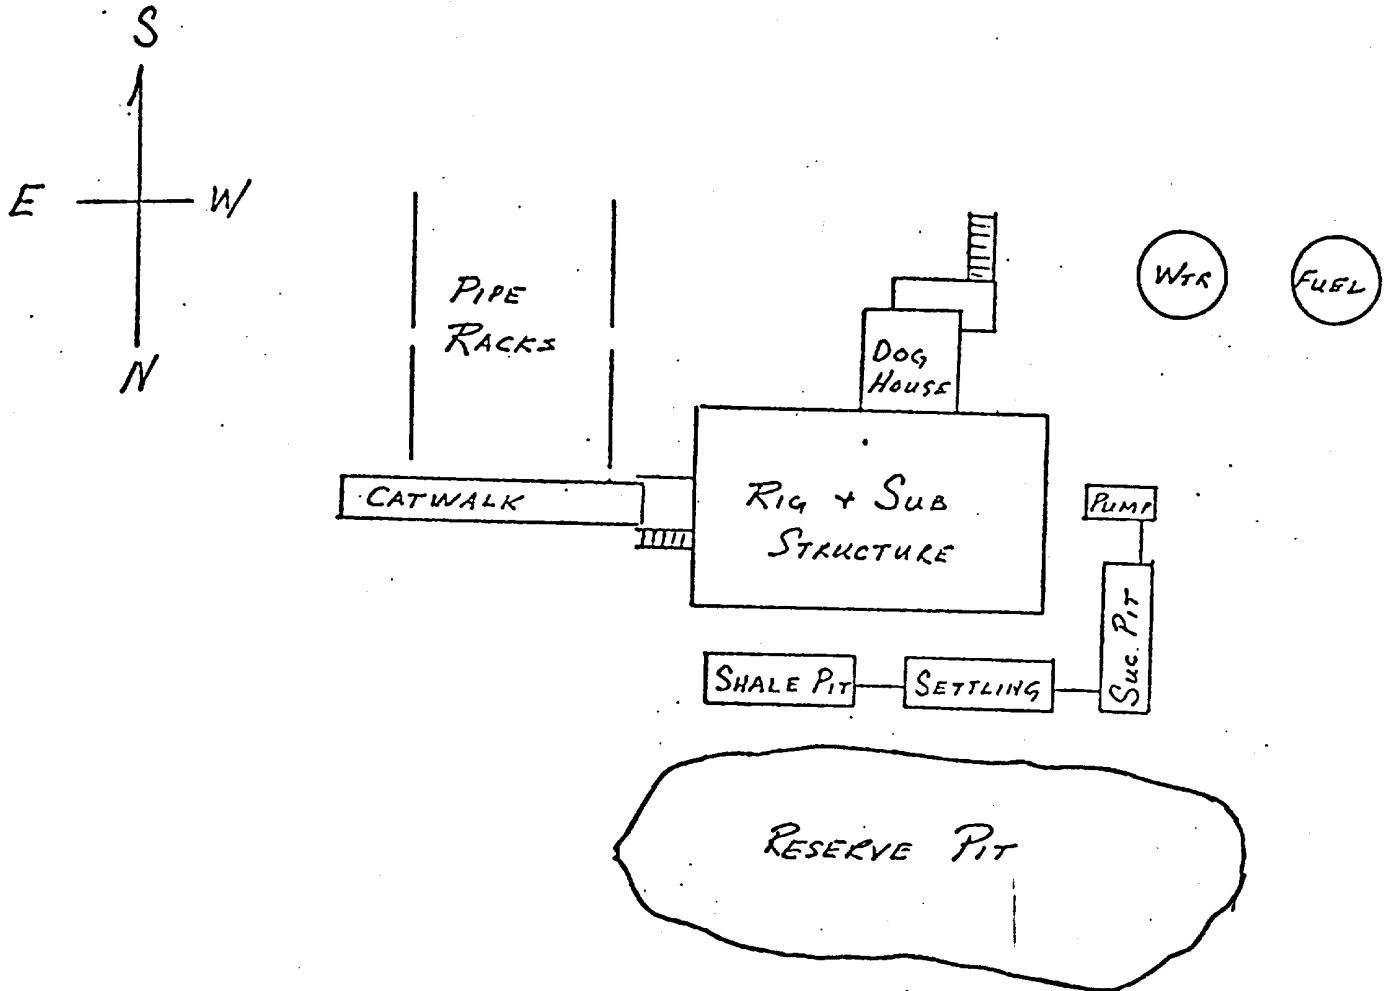 S
E
W
N
PIPE
RACKS
WTR
FUEL
DOG
HOUSE
CATWALK
RIG + SUB
STRUCTURE
PUMP
SUC. PIT
SHALE PIT
SETTLING
RESERVE PIT